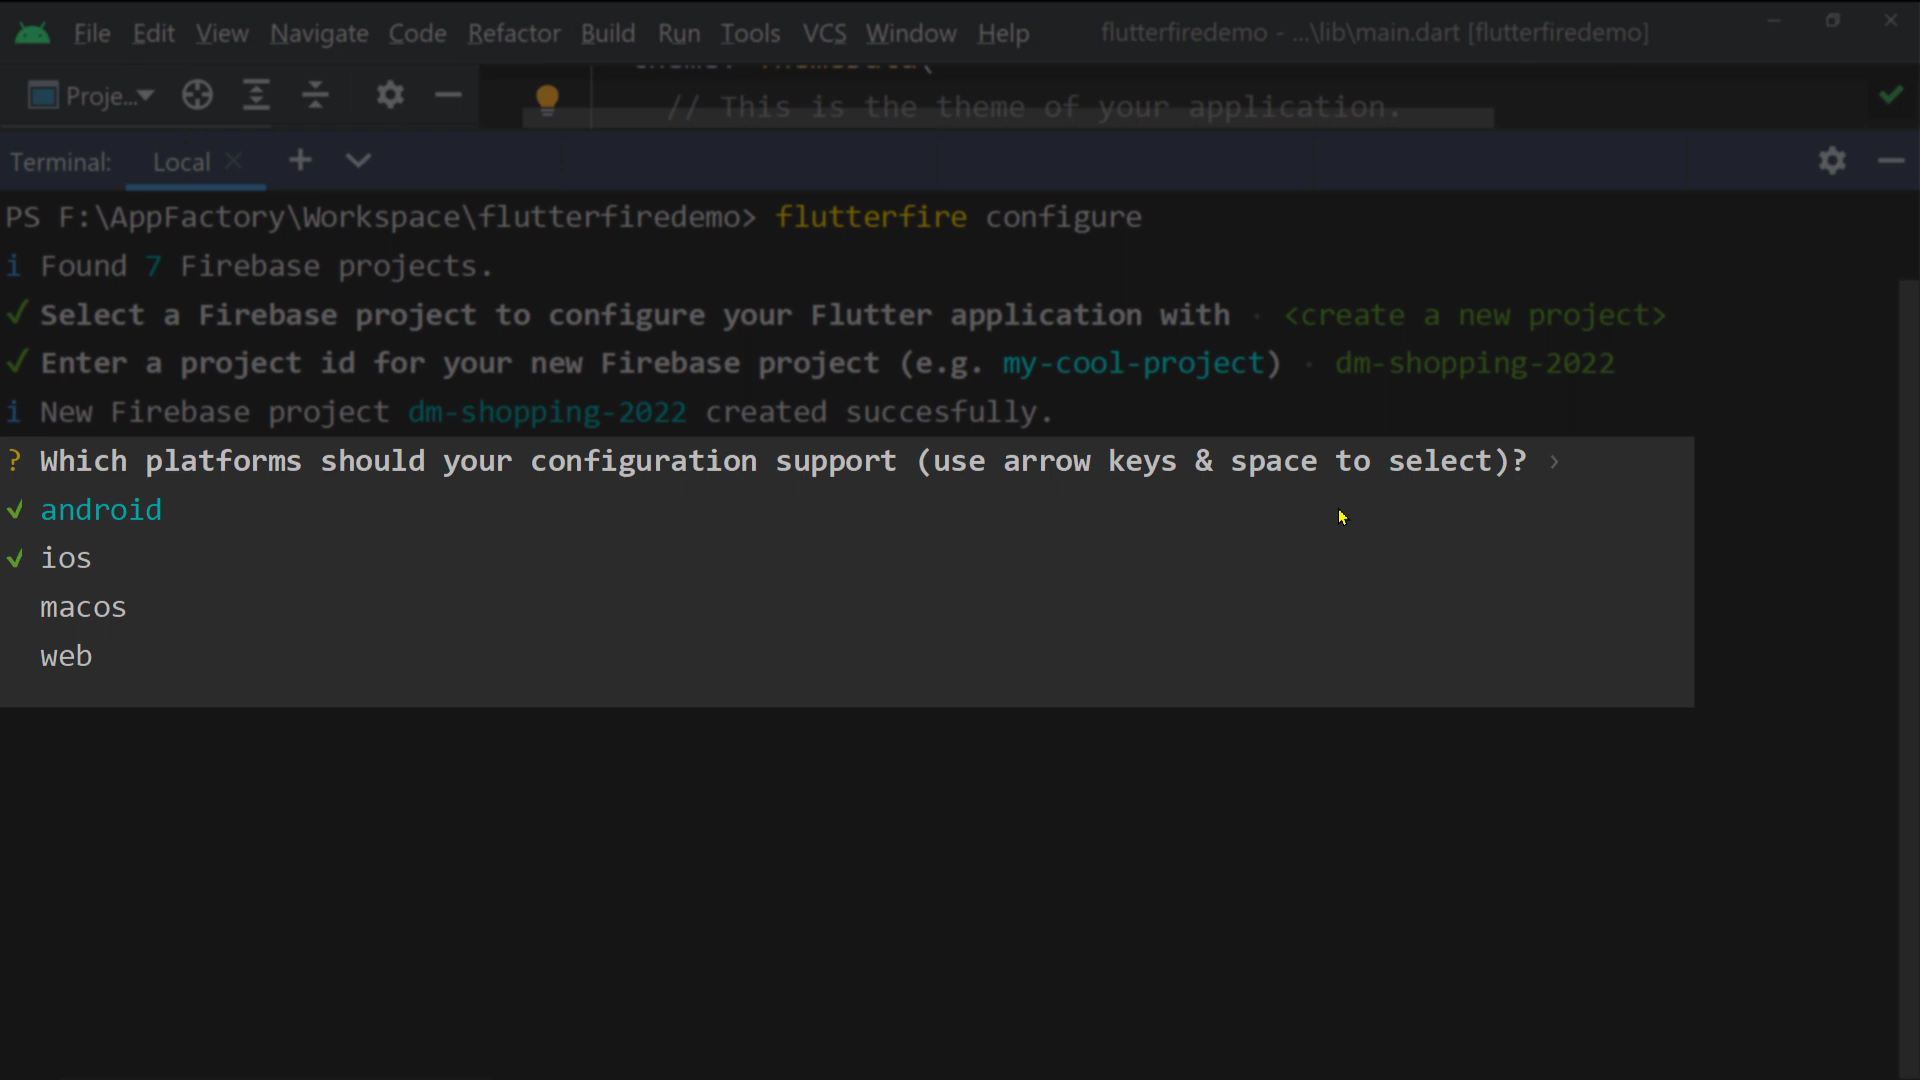 File Edit View Navigate Code Refactor Build Run Tools VCS Window Help flutterfiredemo - ...\lib\main.dart [flutterfiredemo]
Proje...
// This is the theme of your application.
Terminal: Local
PS F:\AppFactory\Workspace\flutterfiredemo> flutterfire configure
i Found 7 Firebase projects.
✓ Select a Firebase project to configure your Flutter application with · <create a new project>
✓ Enter a project id for your new Firebase project (e.g. my-cool-project) · dm-shopping-2022
i New Firebase project dm-shopping-2022 created succesfully.
? Which platforms should your configuration support (use arrow keys & space to select)? ›
✓ android
✓ ios
macos
web